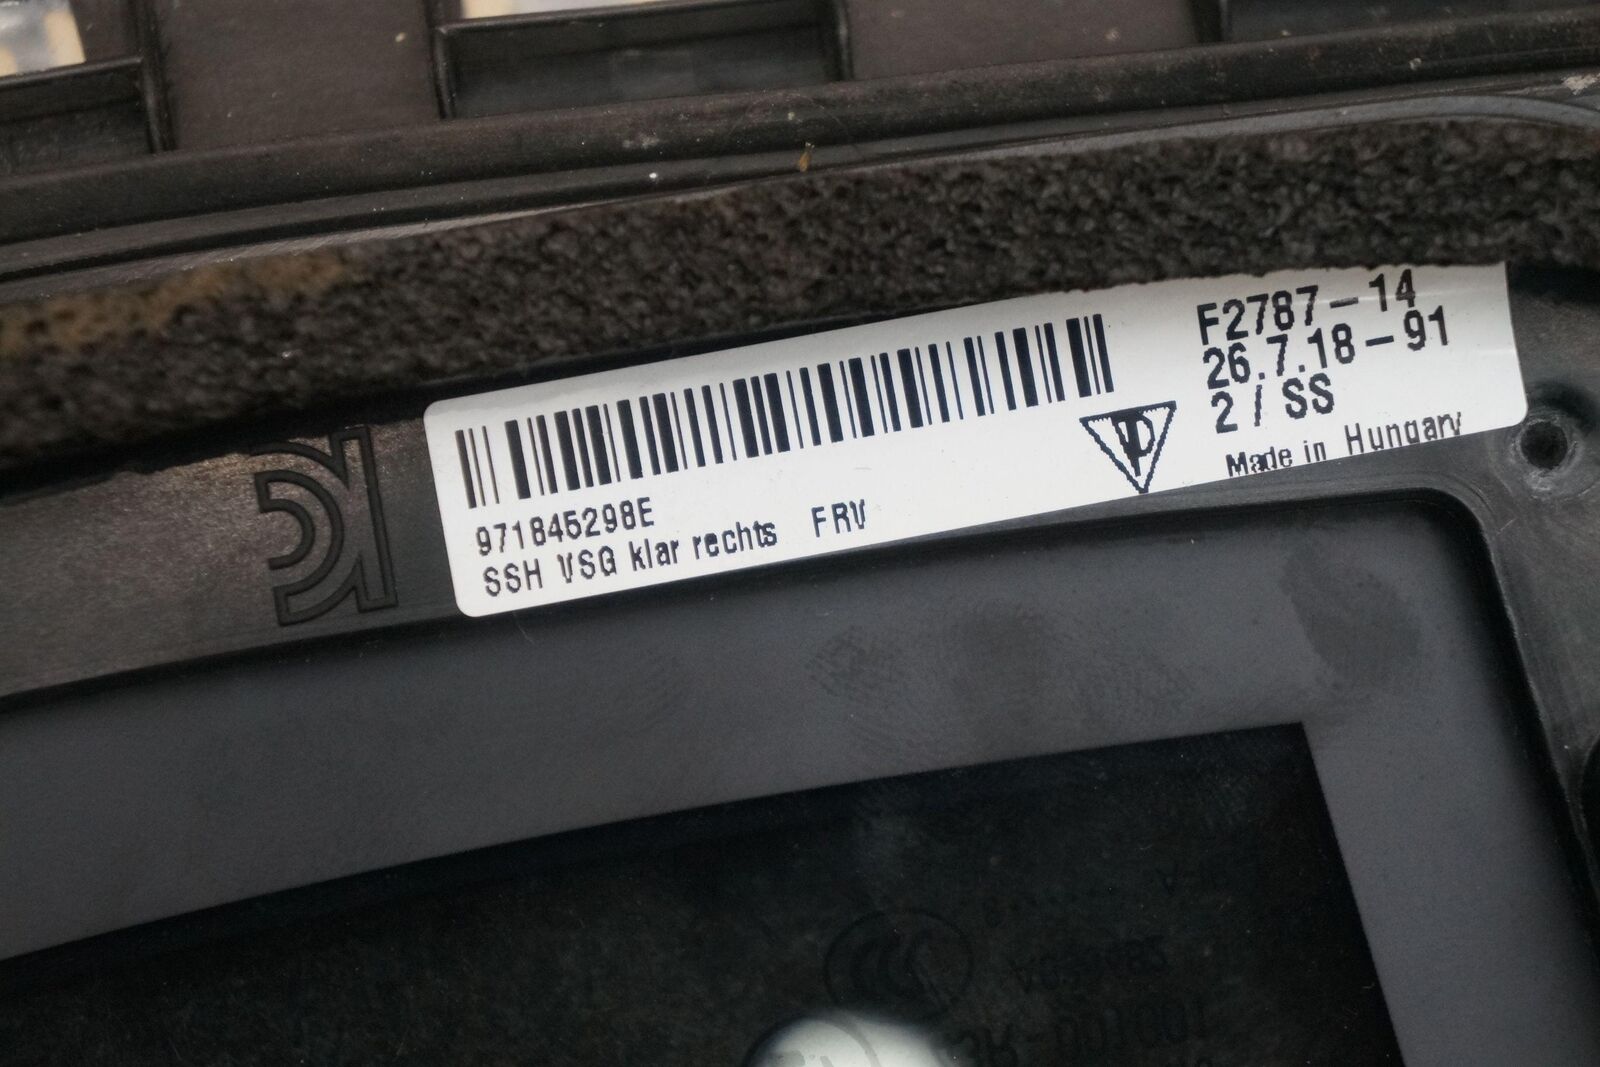 F2787-14
26.7.18-91
2 / SS
Made in Hungary
971845298E
SSH VSG klar rechts FRV